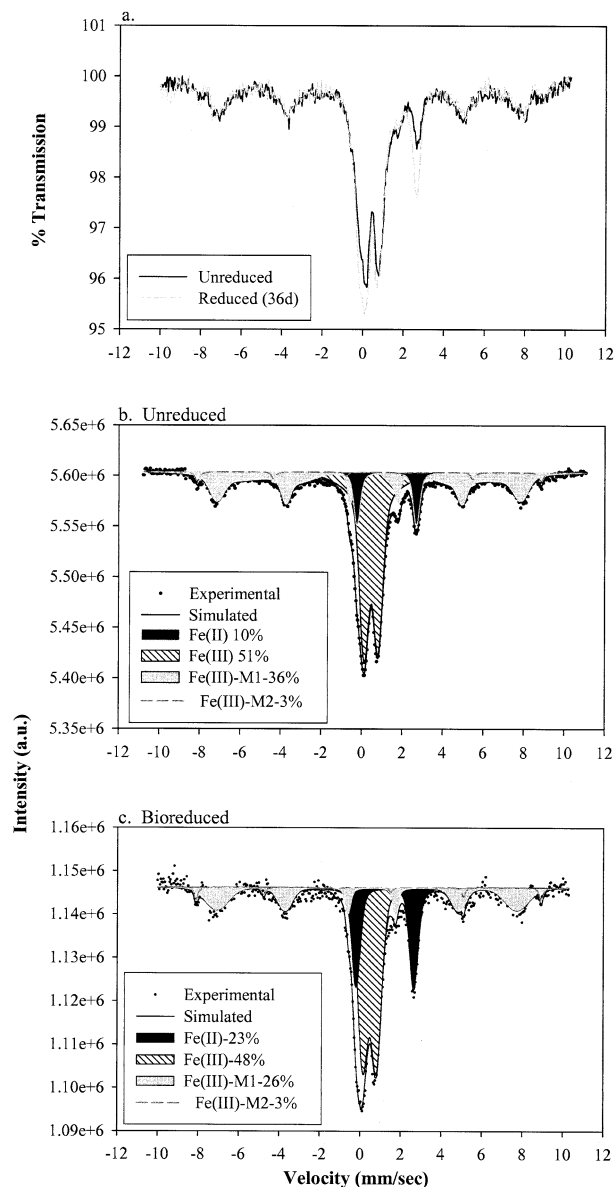 a.
101
100
99
98
97
96
95
% Transmission
Unreduced
Reduced (36d)
-12 -10 -8 -6 -4 -2 0 2 4 6 8 10 12
b. Unreduced
5.65e+6
5.60e+6
5.55e+6
5.50e+6
5.45e+6
5.40e+6
5.35e+6
Experimental
Simulated
Fe(II) 10%
Fe(III) 51%
Fe(III)-M1-36%
Fe(III)-M2-3%
-12 -10 -8 -6 -4 -2 0 2 4 6 8 10 12
Intensity (a.u.)
c. Bioreduced
1.16e+6
1.15e+6
1.14e+6
1.13e+6
1.12e+6
1.11e+6
1.10e+6
1.09e+6
Experimental
Simulated
Fe(II)-23%
Fe(III)-48%
Fe(III)-M1-26%
Fe(III)-M2-3%
-12 -10 -8 -6 -4 -2 0 2 4 6 8 10 12
Velocity (mm/sec)